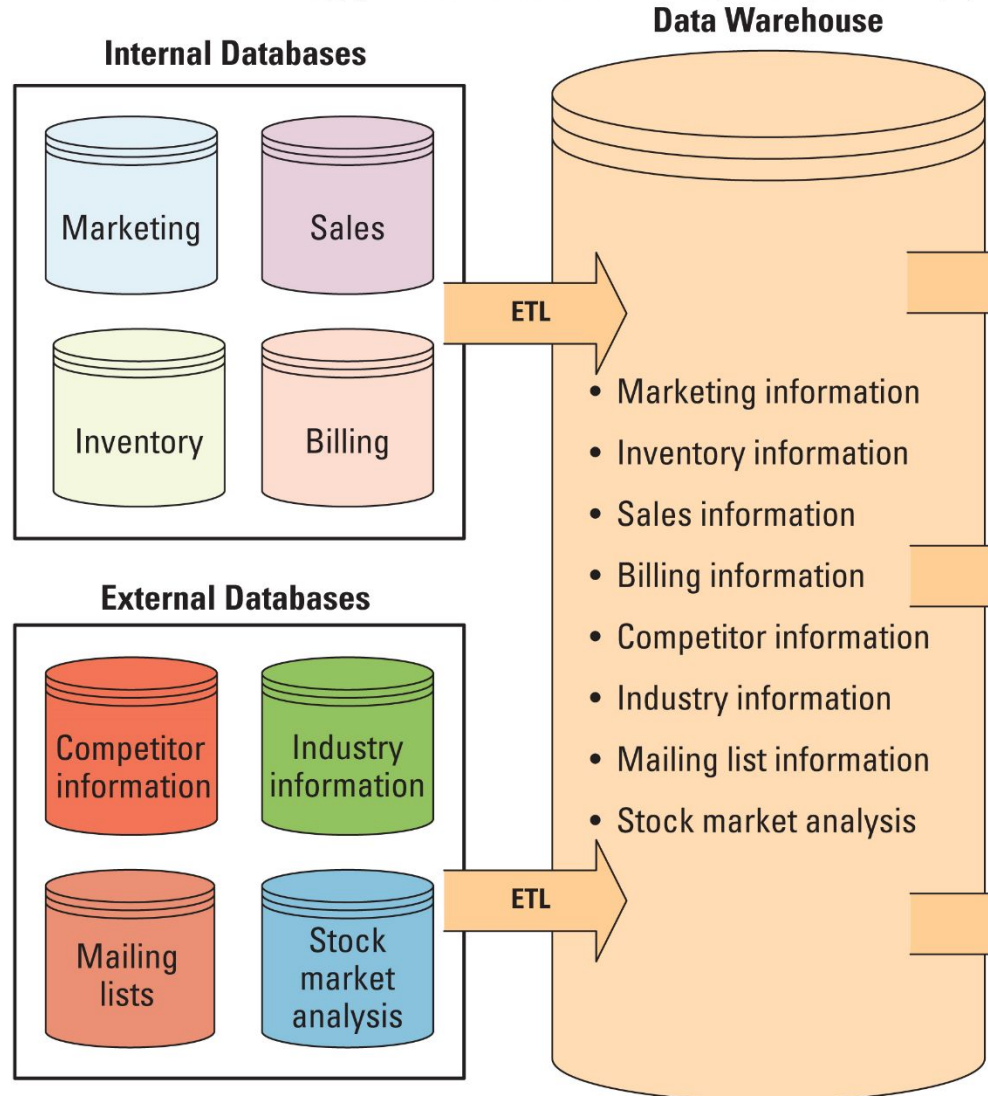 Data Warehouse
Internal Databases
Marketing
Sales
Inventory
Billing
ETL
External Databases
Competitor
information
Industry
information
Mailing
lists
Stock
market
analysis
ETL
• Marketing information
• Inventory information
• Sales information
• Billing information
• Competitor information
• Industry information
• Mailing list information
• Stock market analysis